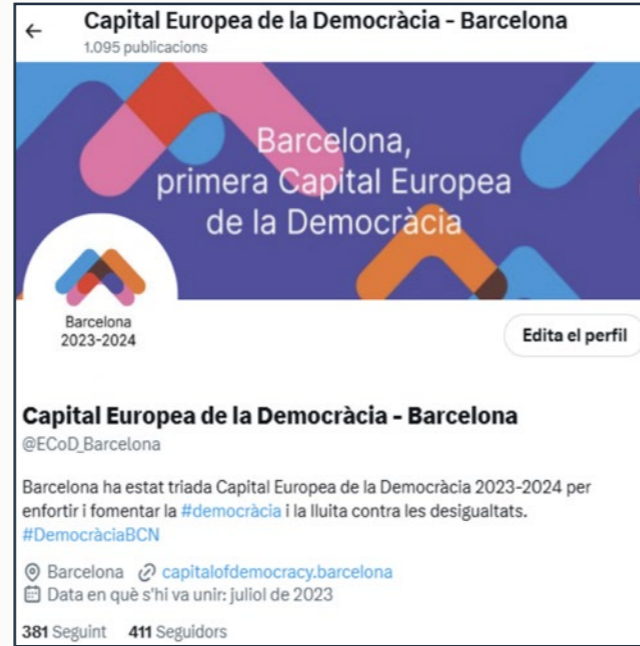 Capital Europea de la Democràcia - Barcelona
1.095 publicacions
Barcelona,
primera Capital Europea
de la Democràcia
Barcelona
2023-2024
Edita el perfil
Capital Europea de la Democràcia - Barcelona
@ECoD_Barcelona
Barcelona ha estat triada Capital Europea de la Democràcia 2023-2024 per
enfortir i fomentar la #democràcia i la lluita contra les desigualtats.
#DemocràciaBCN
Barcelona capitalofdemocracy.barcelona
Data en què s'hi va unir: juliol de 2023
381 Seguint 411 Seguidors